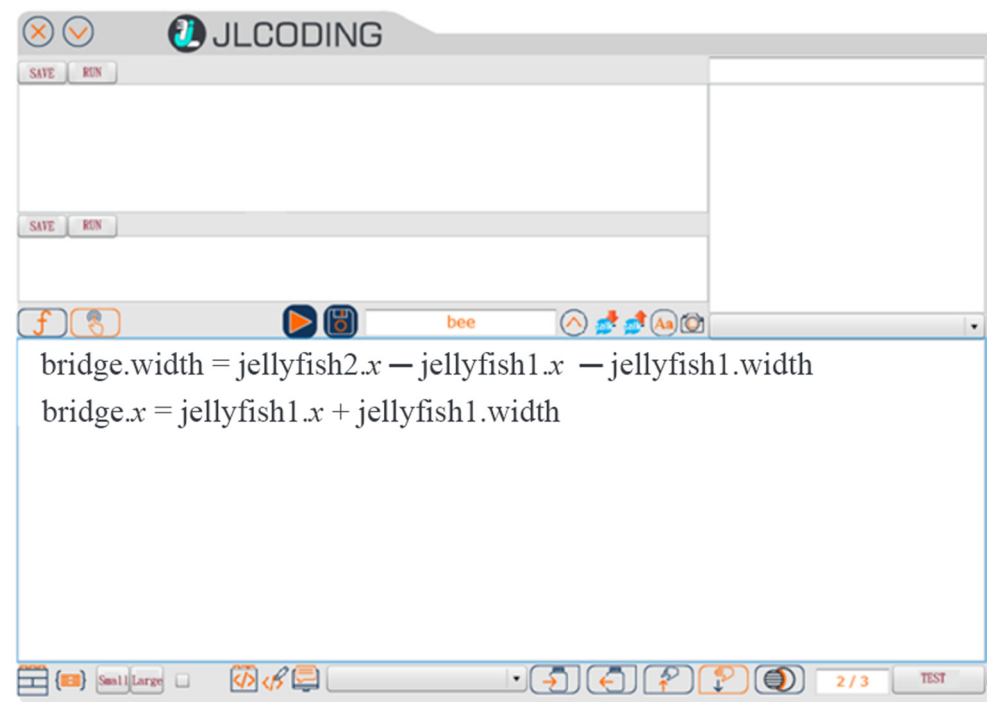 JLCODING
SAVE RUN
SAVE RUN
f bee Aa
bridge.width = jellyfish2.x − jellyfish1.x − jellyfish1.width
bridge.x = jellyfish1.x + jellyfish1.width
Small Large 2 / 3 TEST